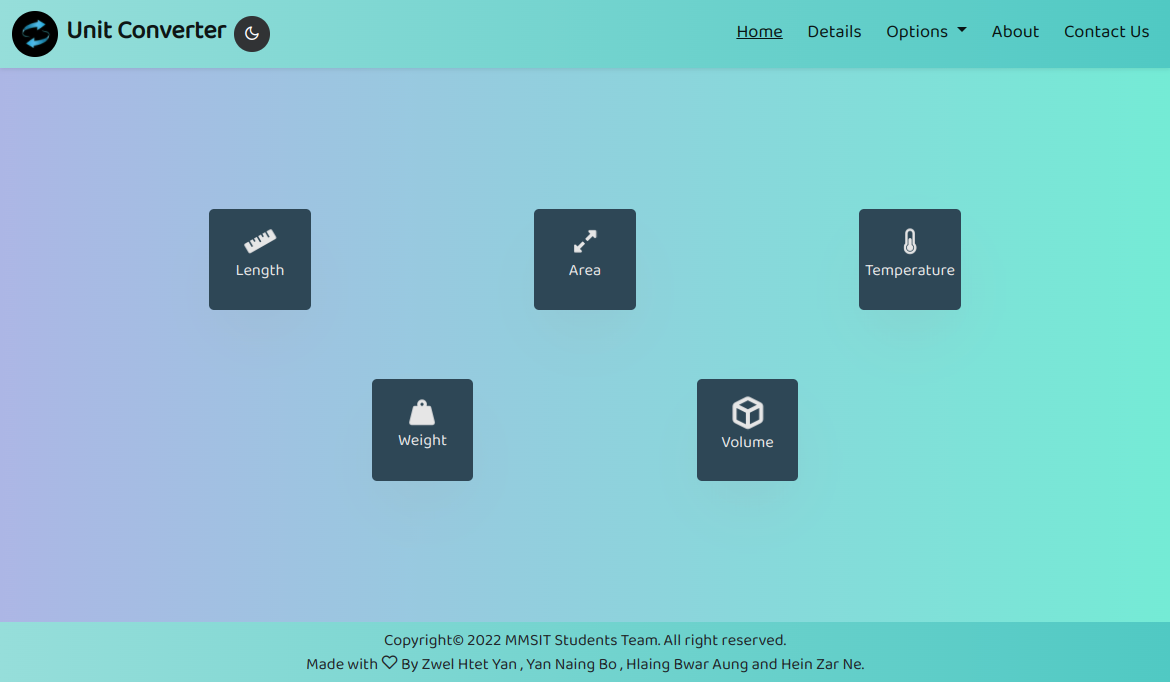 Unit Converter
Home Details Options About Contact Us
Length
Area
Temperature
Weight
Volume
Copyright© 2022 MMSIT Students Team. All right reserved.
Made with ♡ By Zwel Htet Yan , Yan Naing Bo , Hlaing Bwar Aung and Hein Zar Ne.